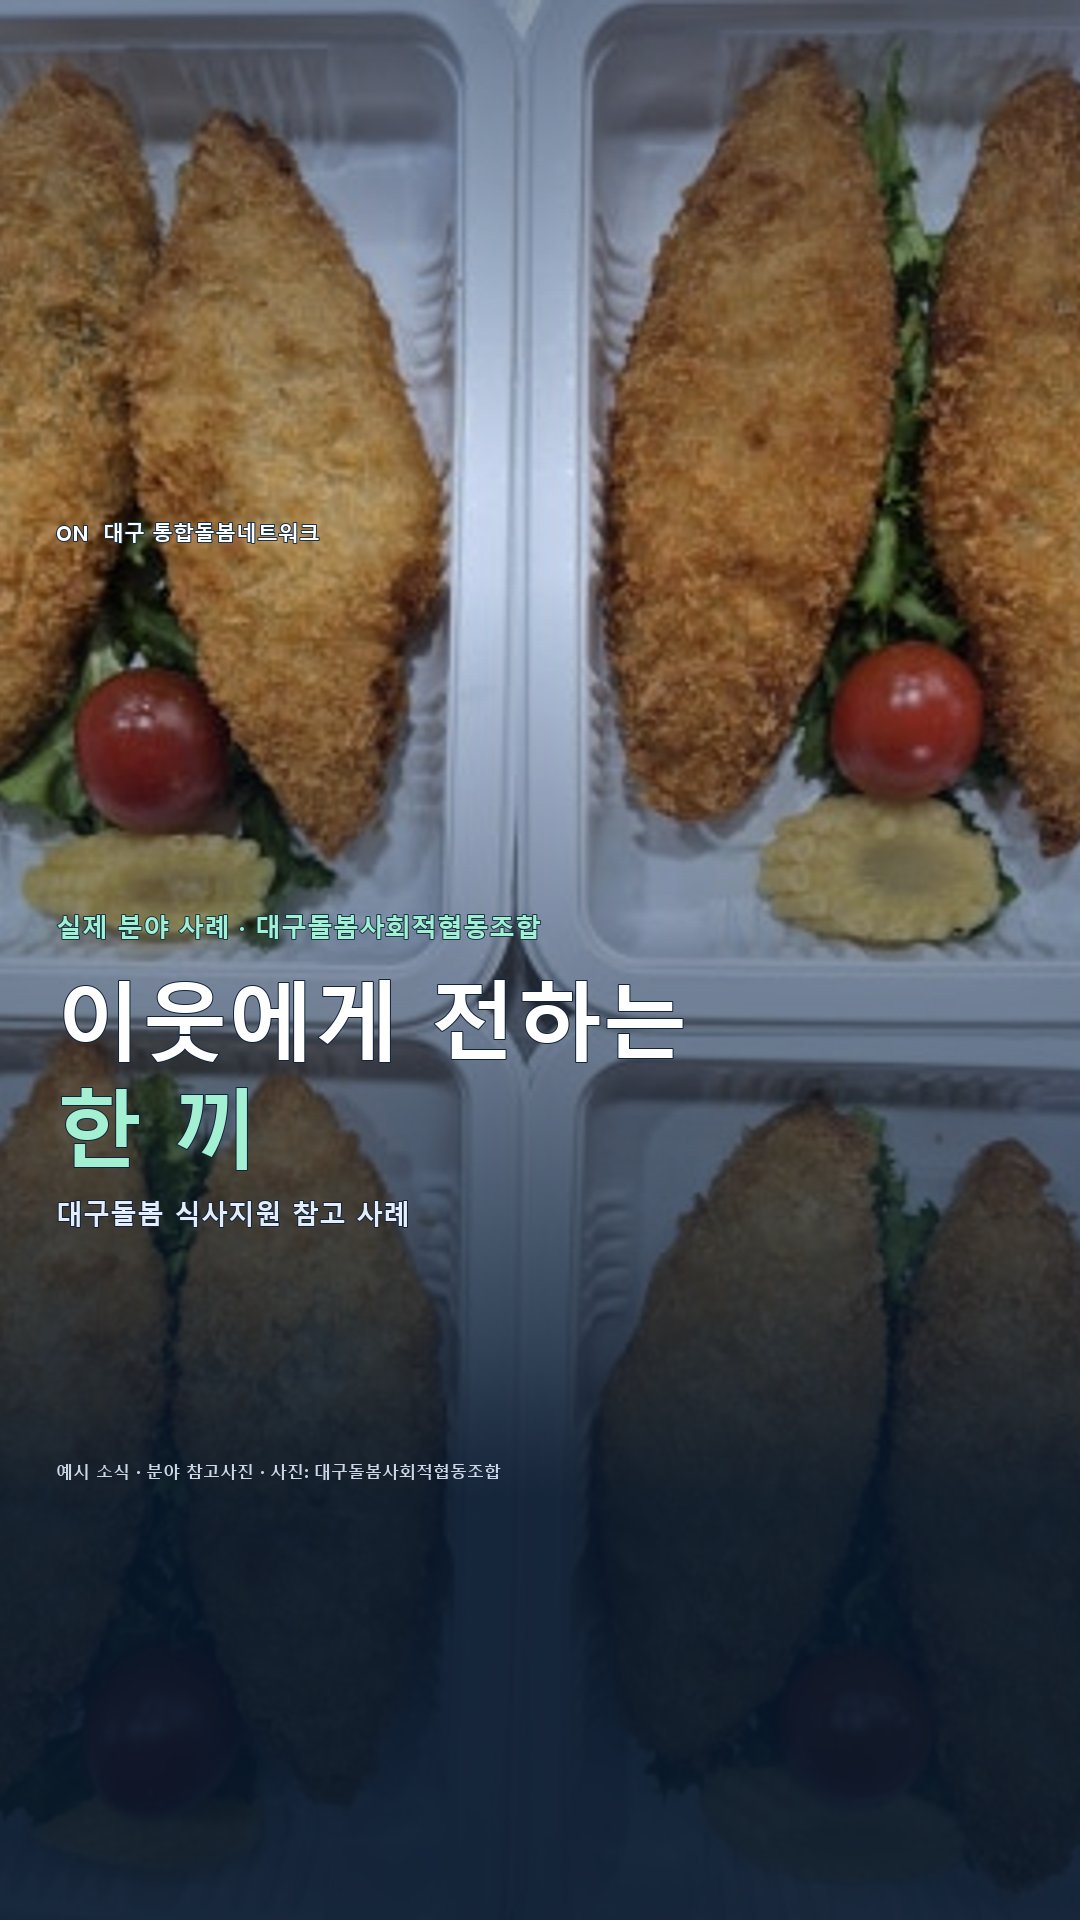 ON 대구 통합돌봄네트워크
실제 분야 사례 · 대구돌봄사회적협동조합
이웃에게 전하는
한 끼
대구돌봄 식사지원 참고 사례
예시 소식 · 분야 참고사진 · 사진: 대구돌봄사회적협동조합